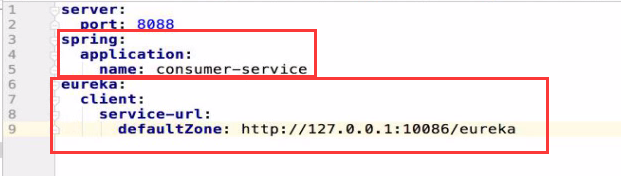 1 server:
2   port: 8088
3 spring:
4   application:
5     name: consumer-service
6 eureka:
7   client:
8     service-url:
9       defaultZone: http://127.0.0.1:10086/eureka